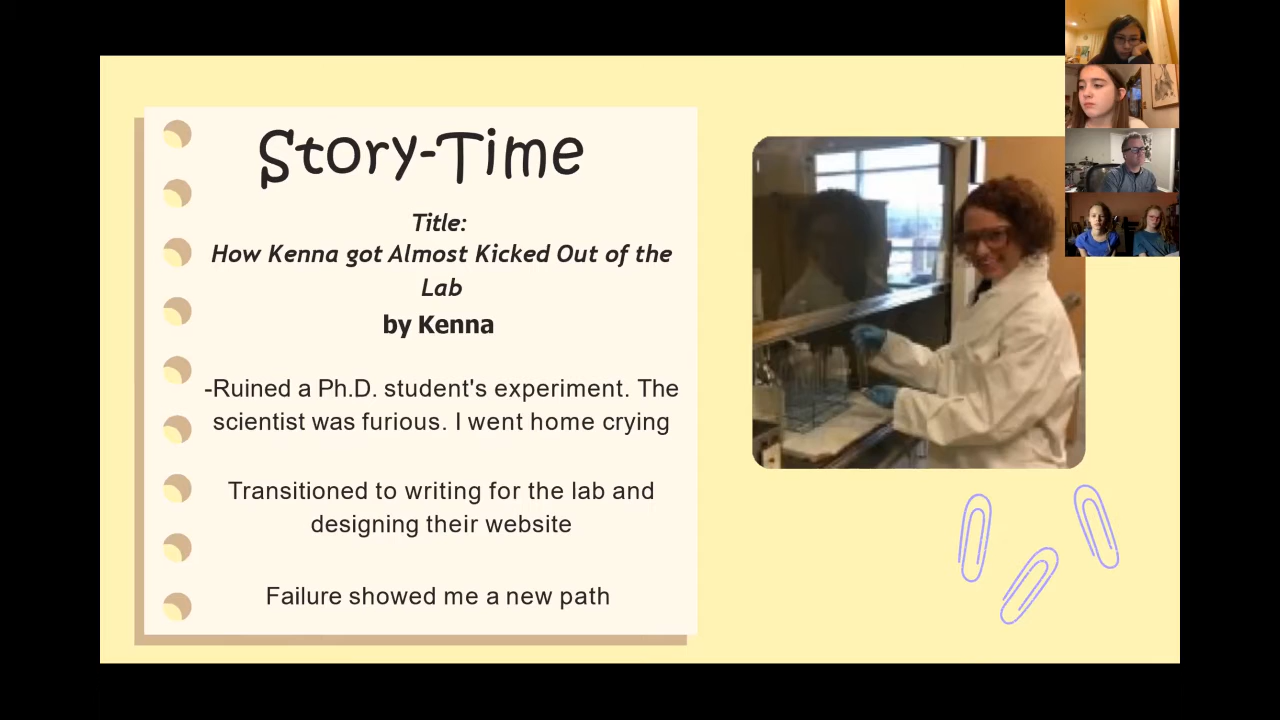 Story-Time
Title:
How Kenna got Almost Kicked Out of the
Lab
by Kenna
-Ruined a Ph.D. student's experiment. The
scientist was furious. I went home crying
Transitioned to writing for the lab and
designing their website
Failure showed me a new path